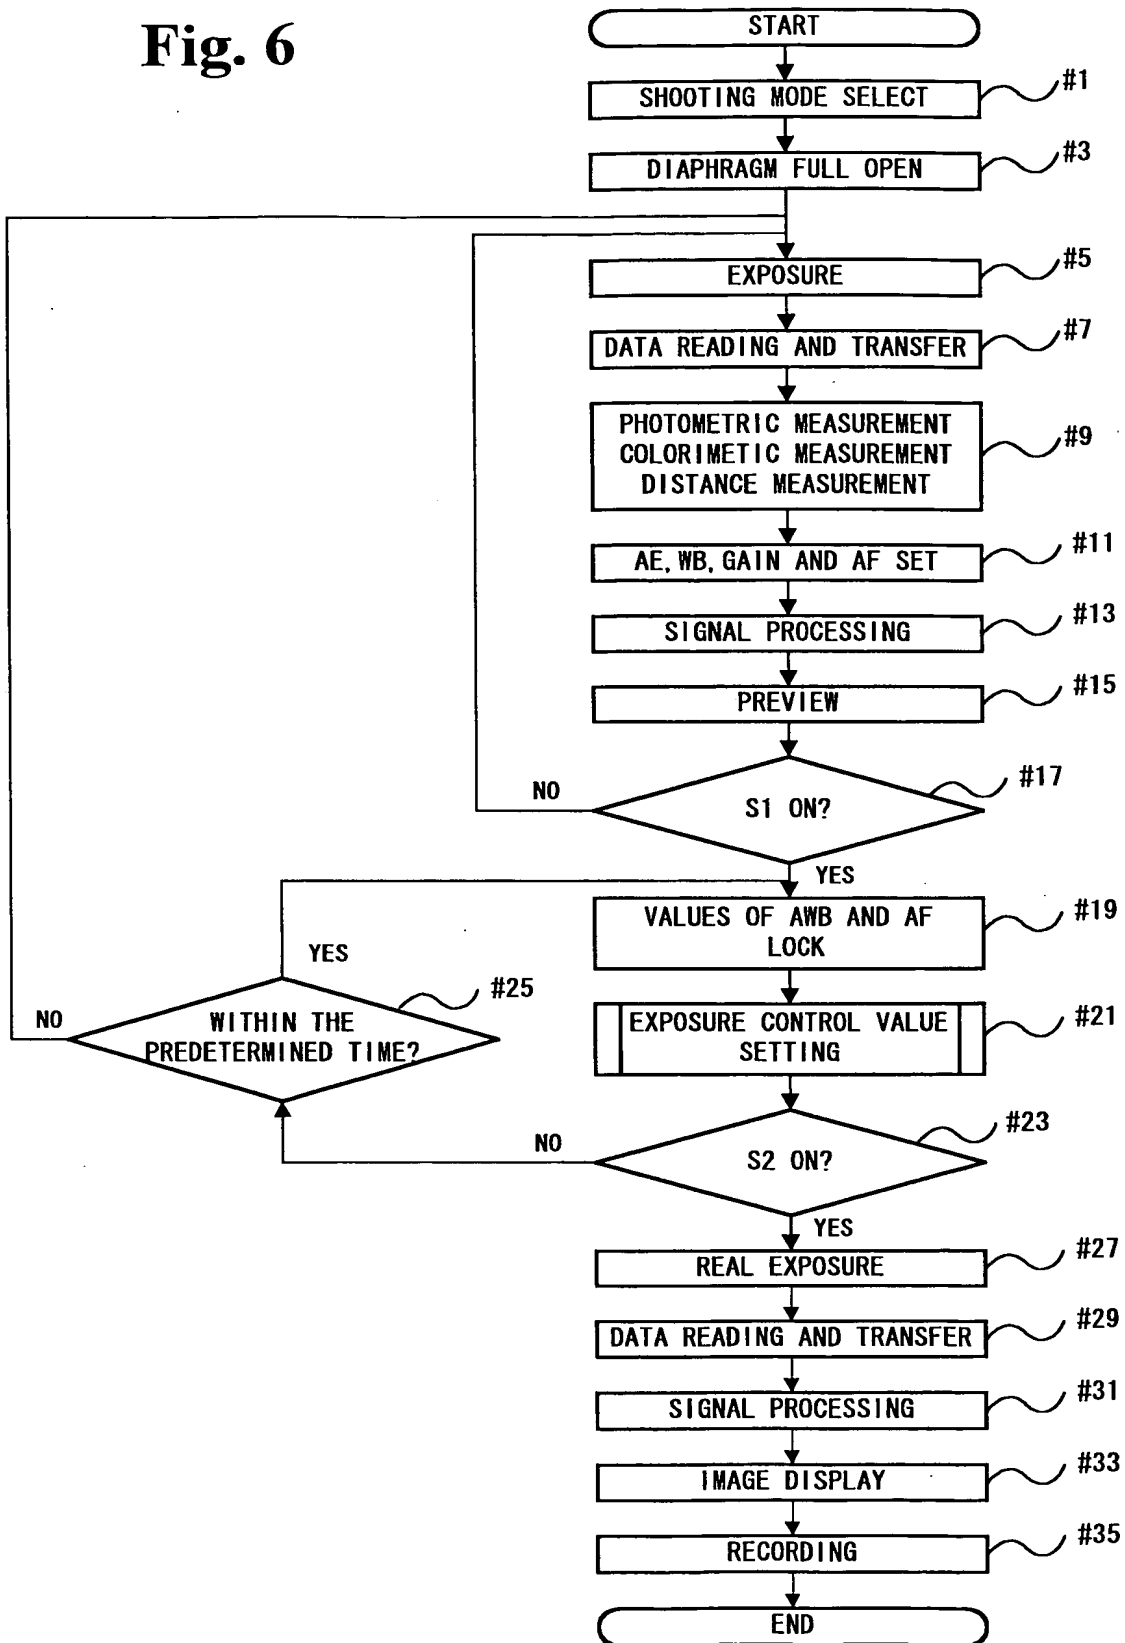 Fig. 6
START
SHOOTING MODE SELECT
#1
DIAPHRAGM FULL OPEN
#3
EXPOSURE
#5
DATA READING AND TRANSFER
#7
PHOTOMETRIC MEASUREMENT
COLORIMETIC MEASUREMENT
DISTANCE MEASUREMENT
#9
AE, WB, GAIN AND AF SET
#11
SIGNAL PROCESSING
#13
PREVIEW
#15
S1 ON?
#17
NO
YES
VALUES OF AWB AND AF
LOCK
#19
EXPOSURE CONTROL VALUE
SETTING
#21
YES
WITHIN THE
PREDETERMINED TIME?
#25
NO
S2 ON?
#23
NO
YES
REAL EXPOSURE
#27
DATA READING AND TRANSFER
#29
SIGNAL PROCESSING
#31
IMAGE DISPLAY
#33
RECORDING
#35
END